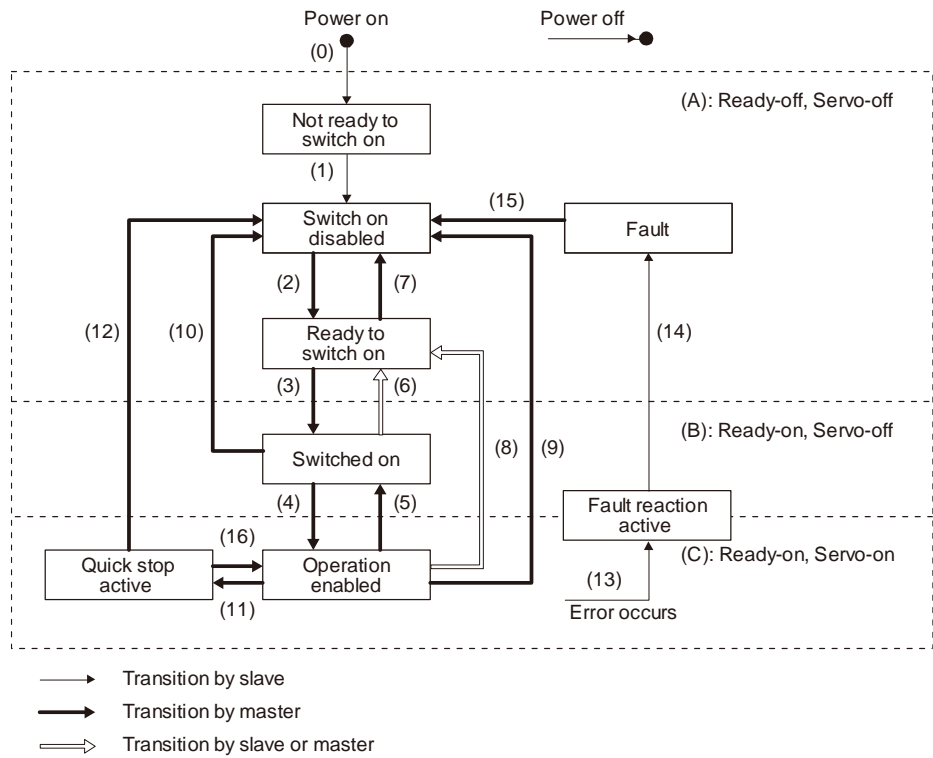 Power on
Power off
(0)
(A): Ready-off, Servo-off
Not ready to
switch on
(1)
(15)
Switch on
disabled
Fault
(2)
(7)
(12)
(10)
(14)
Ready to
switch on
(3)
(6)
(B): Ready-on, Servo-off
(8)
(9)
Switched on
(4)
(5)
Fault reaction
active
(16)
(C): Ready-on, Servo-on
Quick stop
active
Operation
enabled
(13)
(11)
Error occurs
Transition by slave
Transition by master
Transition by slave or master